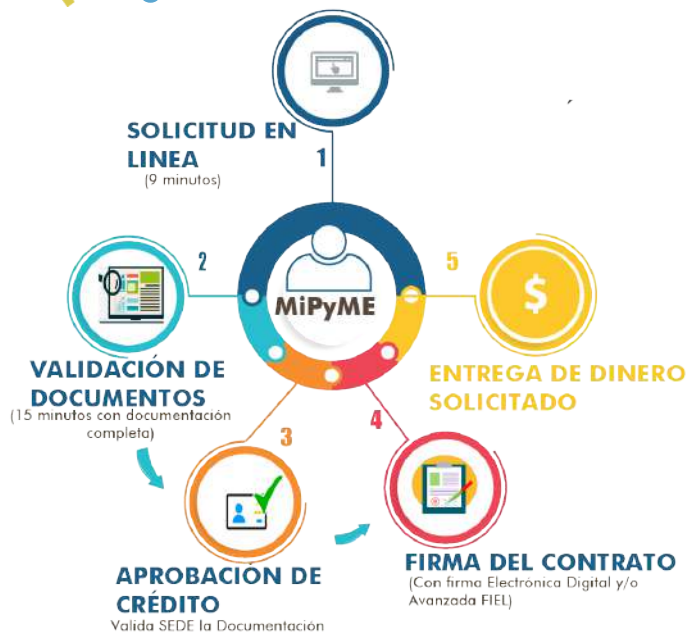 SOLICITUD EN
LINEA
(9 minutos)
1
2
VALIDACIÓN DE
DOCUMENTOS
(15 minutos con documentación
completa)
MiPyME
3
APROBACIÓN DE
CRÉDITO
Valida SEDE la Documentación
4
FIRMA DEL CONTRATO
(Con firma Electrónica Digital y/o
Avanzada FIEL)
5
$
ENTREGA DE DINERO
SOLICITADO